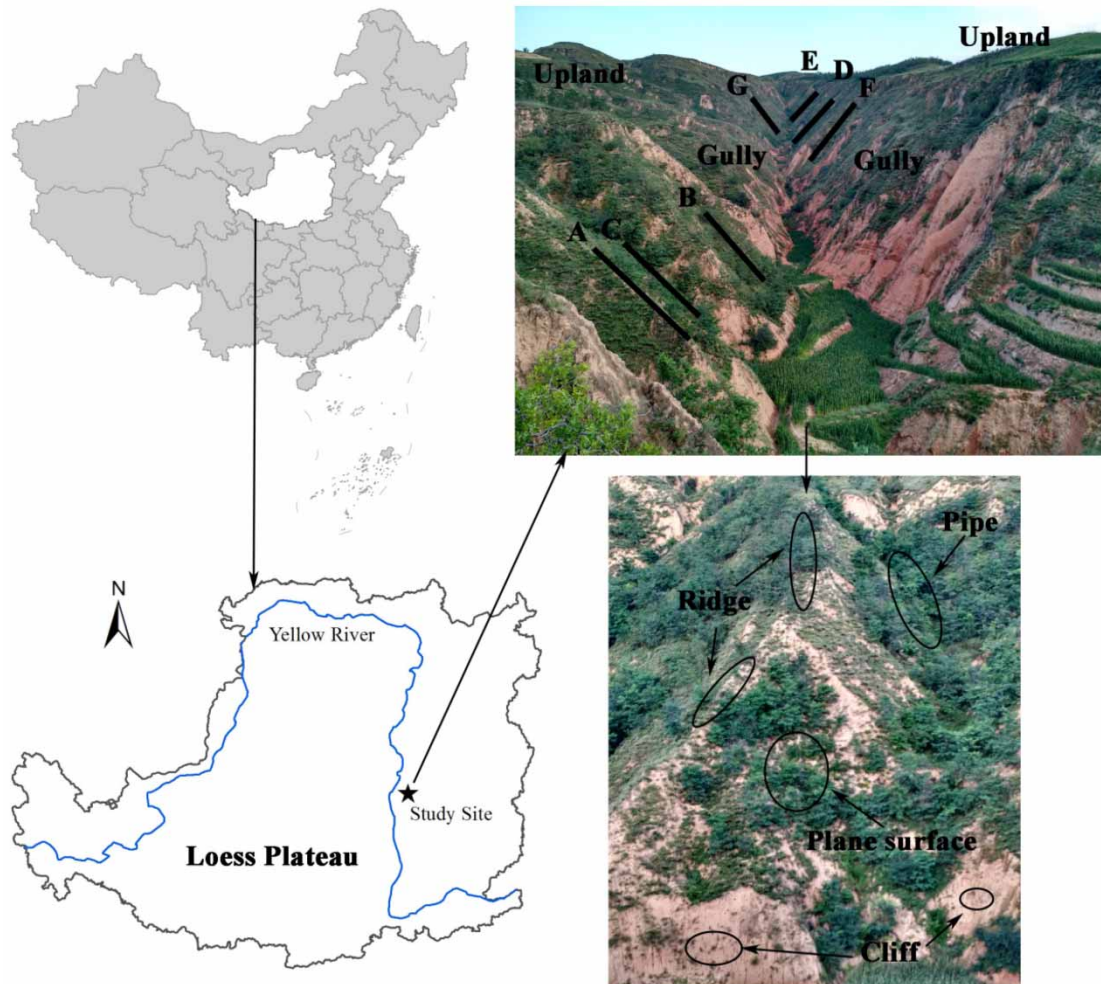 Upland
Upland
E
D
G
F
Gully
Gully
B
A
C
Pipe
Ridge
Plane surface
Cliff
N
Yellow River
Study Site
Loess Plateau